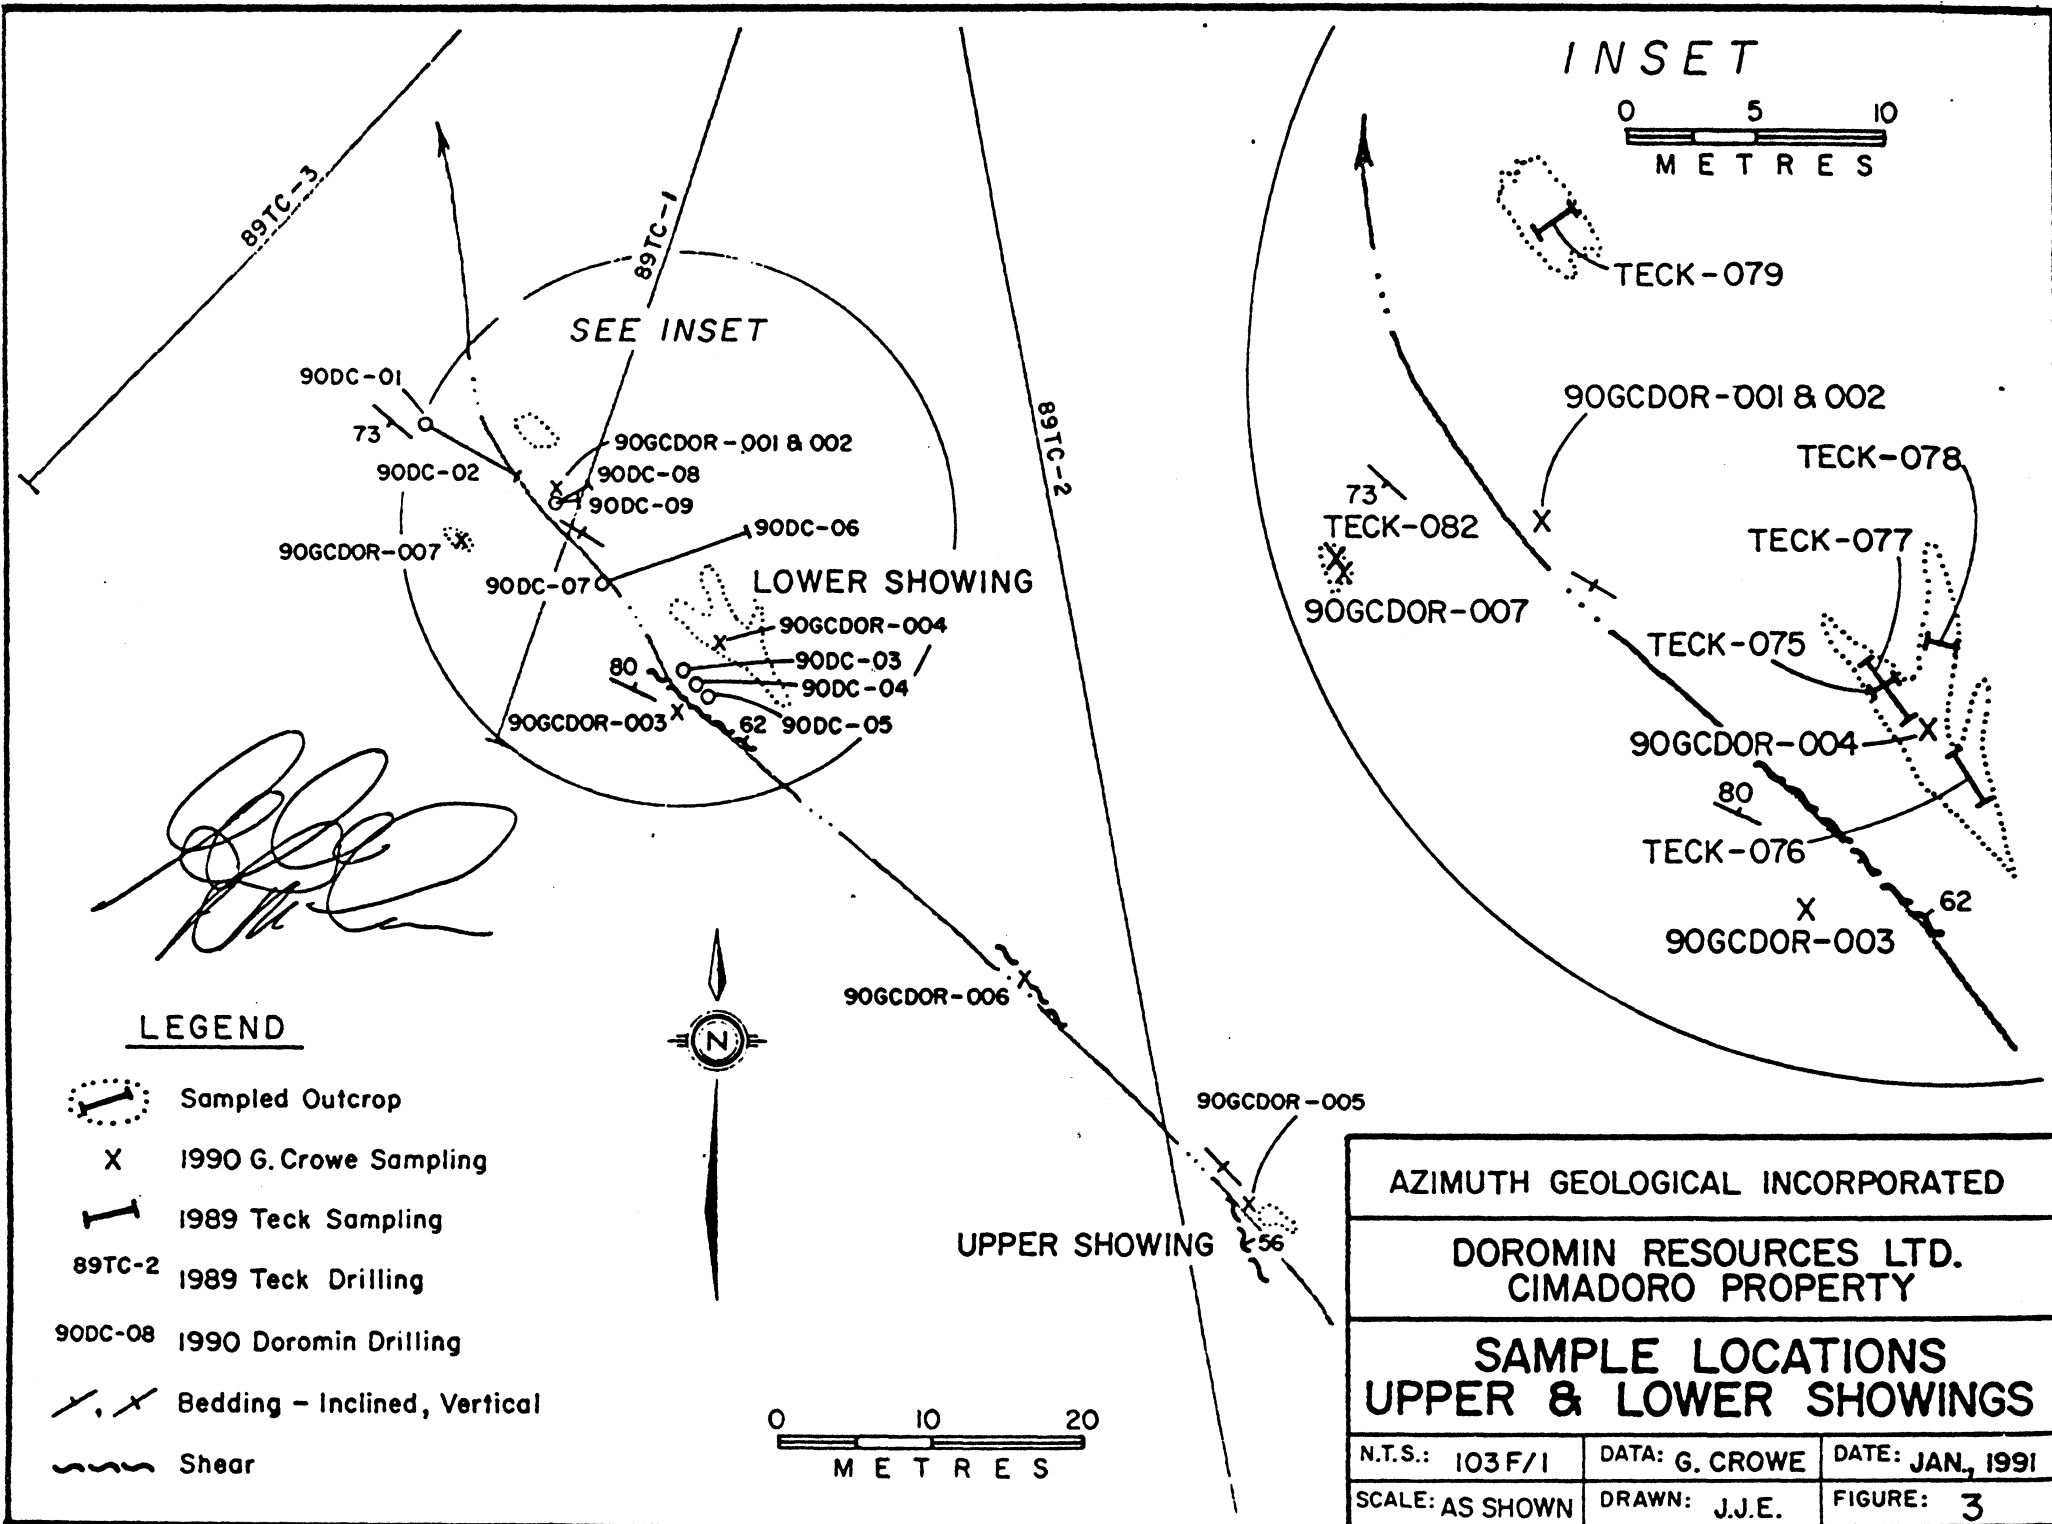 INSET
0 5 10
METRES
89TC-3
89TC-1
89TC-2
SEE INSET
90DC-01
73
90DC-02
90GCDOR-001 & 002
90DC-08
90DC-09
90DC-06
90GCDOR-007
90DC-07
LOWER SHOWING
90GCDOR-004
90DC-03
80
90DC-04
90GCDOR-003
62
90DC-05
90GCDOR-006
90GCDOR-005
UPPER SHOWING
56
TECK-079
90GCDOR-001 & 002
TECK-078
73
TECK-082
TECK-077
90GCDOR-007
TECK-075
90GCDOR-004
80
TECK-076
62
90GCDOR-003
N
LEGEND
Sampled Outcrop
X 1990 G. Crowe Sampling
1989 Teck Sampling
89TC-2 1989 Teck Drilling
90DC-08 1990 Doromin Drilling
Bedding - Inclined, Vertical
Shear
0 10 20
METRES
AZIMUTH GEOLOGICAL INCORPORATED
DOROMIN RESOURCES LTD.
CIMADORO PROPERTY
SAMPLE LOCATIONS
UPPER & LOWER SHOWINGS
N.T.S.: 103F/1 DATA: G. CROWE DATE: JAN., 1991
SCALE: AS SHOWN DRAWN: J.J.E. FIGURE: 3